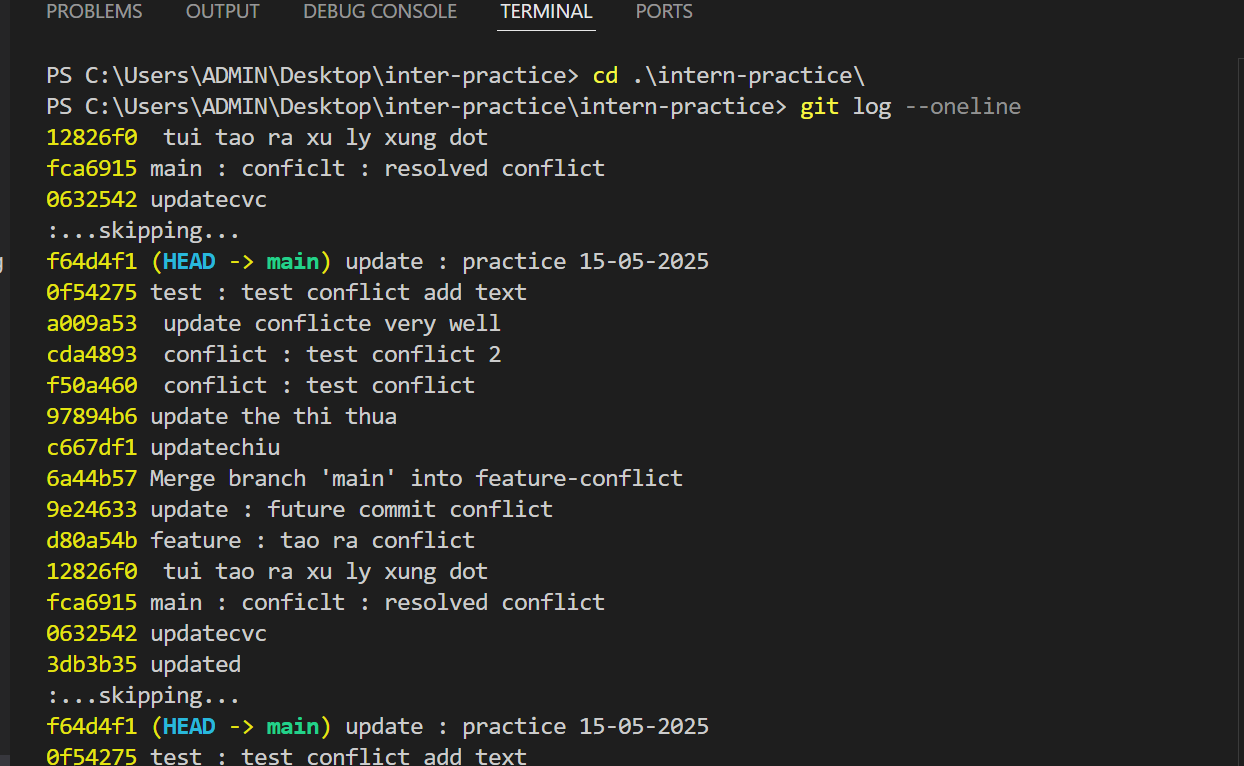 PROBLEMS OUTPUT DEBUG CONSOLE TERMINAL PORTS
PS C:\Users\ADMIN\Desktop\inter-practice> cd .\intern-practice\
PS C:\Users\ADMIN\Desktop\inter-practice\intern-practice> git log --oneline
12826f0  tui tao ra xu ly xung dot
fca6915 main : conficlt : resolved conflict
0632542 updatecvc
:...skipping...
f64d4f1 (HEAD -> main) update : practice 15-05-2025
0f54275 test : test conflict add text
a009a53  update conflicte very well
cda4893  conflict : test conflict 2
f50a460  conflict : test conflict
97894b6 update the thi thua
c667df1 updatechiu
6a44b57 Merge branch 'main' into feature-conflict
9e24633 update : future commit conflict
d80a54b feature : tao ra conflict
12826f0  tui tao ra xu ly xung dot
fca6915 main : conficlt : resolved conflict
0632542 updatecvc
3db3b35 updated
:...skipping...
f64d4f1 (HEAD -> main) update : practice 15-05-2025
0f54275 test : test conflict add text